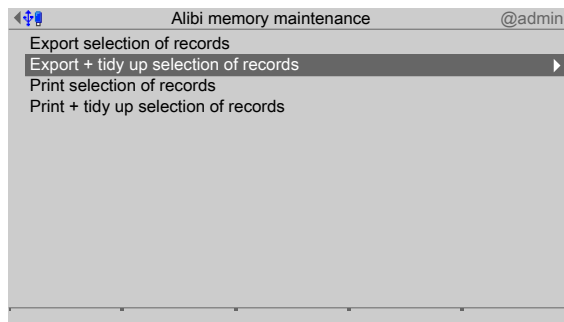 Alibi memory maintenance @admin
Export selection of records
Export + tidy up selection of records
Print selection of records
Print + tidy up selection of records